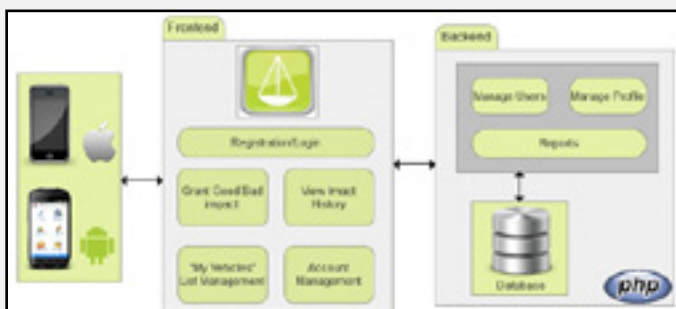 Frontend
Registration/Login
Grant Good/Bad
impact
View Imact
History
"My Vehicles"
List Management
Account
Management
Backend
Manage Users
Manage Profile
Reports
Database
php